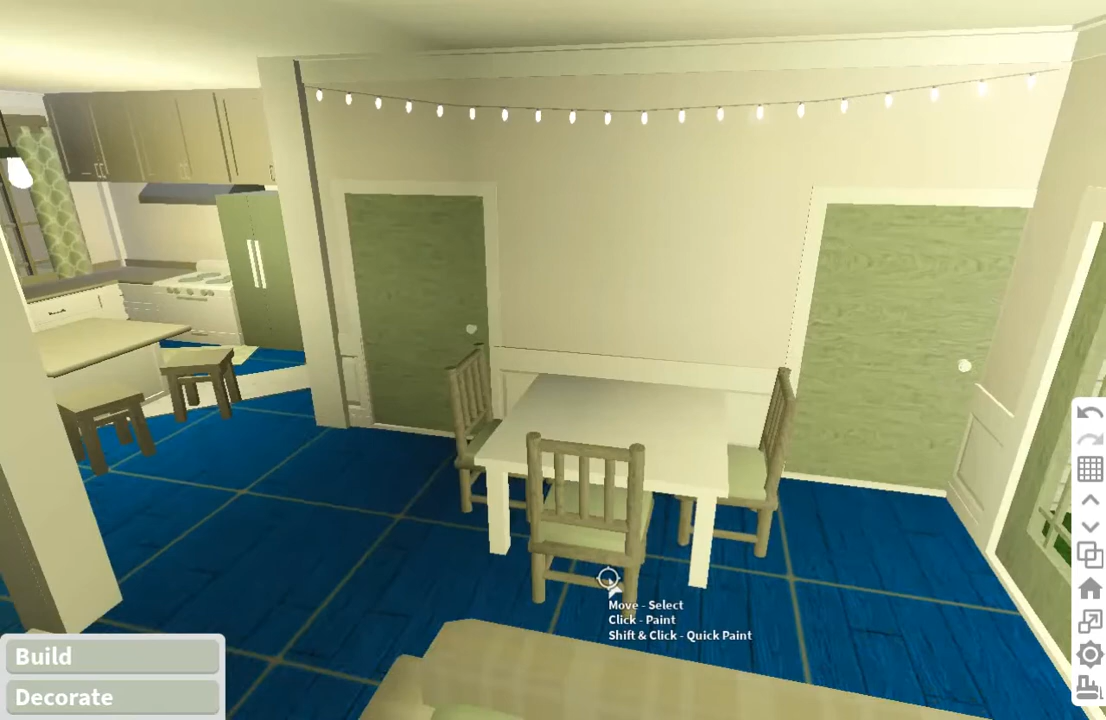 Move - Select
Click - Paint
Shift & Click - Quick Paint
Build
Decorate